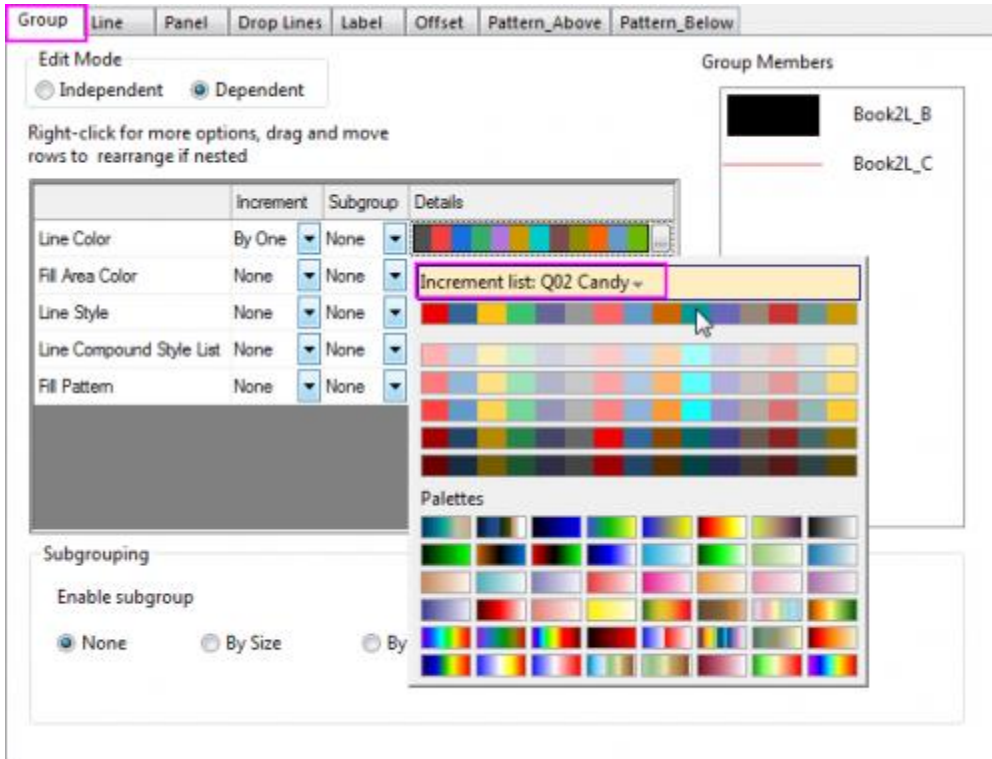 Group Line Panel Drop Lines Label Offset Pattern_Above Pattern_Below
Edit Mode
Independent Dependent
Right-click for more options, drag and move
rows to rearrange if nested
Increment Subgroup Details
Line Color By One None
Fill Area Color None None
Line Style None None
Line Compound Style List None None
Fill Pattern None None
Increment list: Q02 Candy
Palettes
Subgrouping
Enable subgroup
None By Size By
Group Members
Book2L_B
Book2L_C